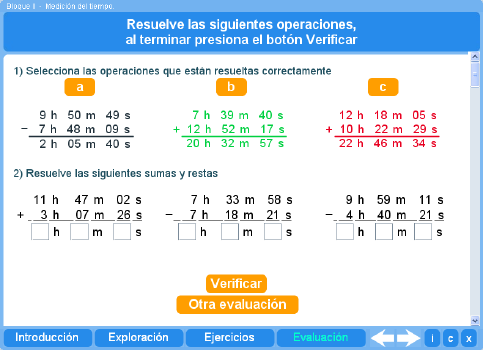 Bloque II - Medición del tiempo.
Resuelve las siguientes operaciones,
al terminar presiona el botón Verificar
1) Selecciona las operaciones que están resueltas correctamente
a b c
9 h 50 m 49 s 7 h 39 m 40 s 12 h 18 m 05 s
− 7 h 48 m 09 s + 12 h 52 m 17 s + 10 h 22 m 29 s
2 h 05 m 40 s 20 h 32 m 57 s 22 h 46 m 34 s
2) Resuelve las siguientes sumas y restas
11 h 47 m 02 s 7 h 33 m 58 s 9 h 59 m 11 s
+ 3 h 07 m 26 s − 7 h 18 m 21 s − 4 h 40 m 21 s
h m s h m s h m s
Verificar
Otra evaluación
Introducción Exploración Ejercicios Evaluación i c x